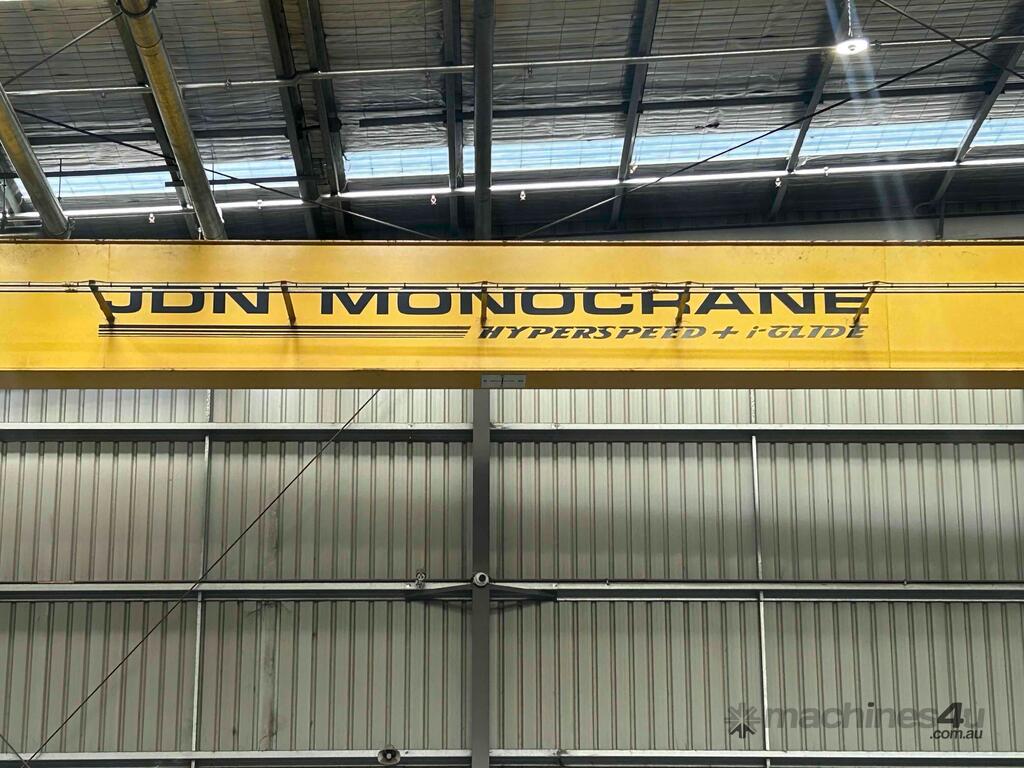 JDN MONOCRANE
HYPERSPEED + i-GLIDE
machines4u
.com.au